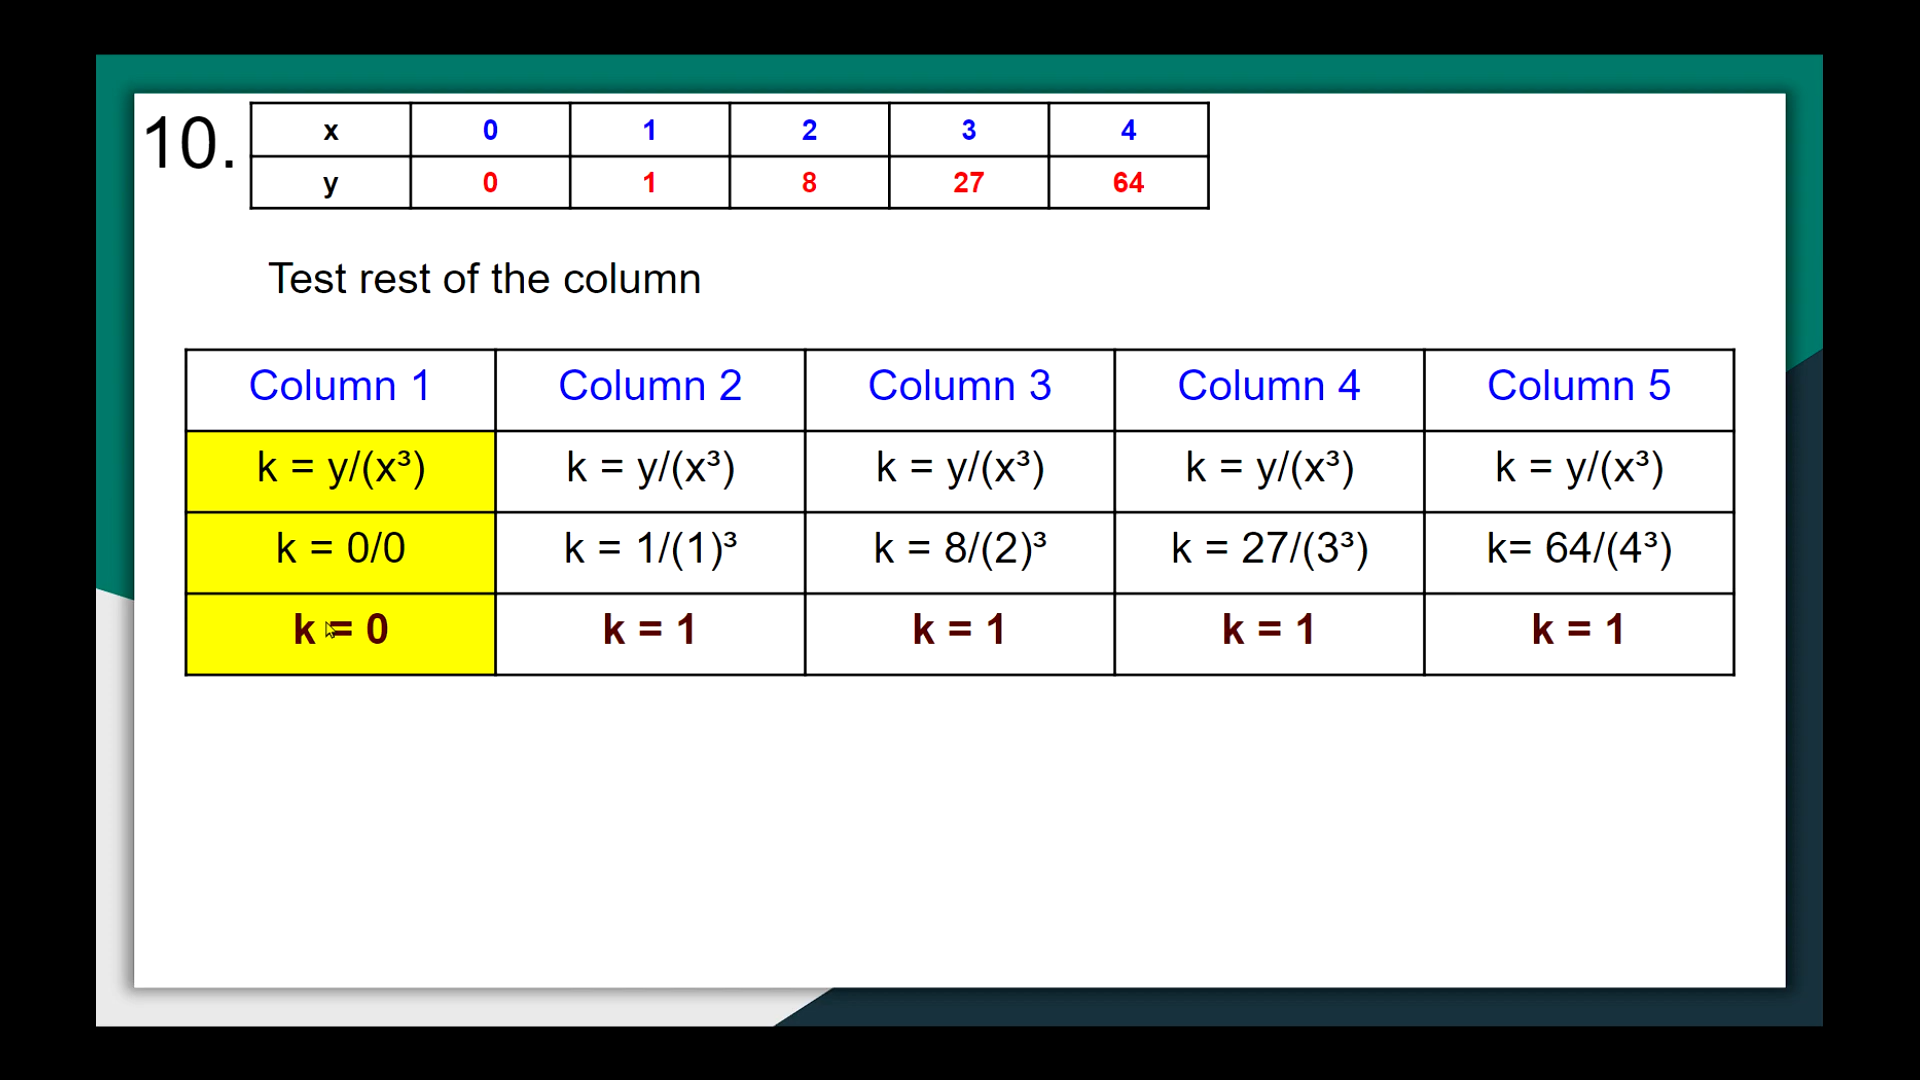 10.
x 0 1 2 3 4
y 0 1 8 27 64
Test rest of the column
Column 1 Column 2 Column 3 Column 4 Column 5
k = y/(x³) k = y/(x³) k = y/(x³) k = y/(x³) k = y/(x³)
k = 0/0 k = 1/(1)³ k = 8/(2)³ k = 27/(3³) k= 64/(4³)
k = 0 k = 1 k = 1 k = 1 k = 1